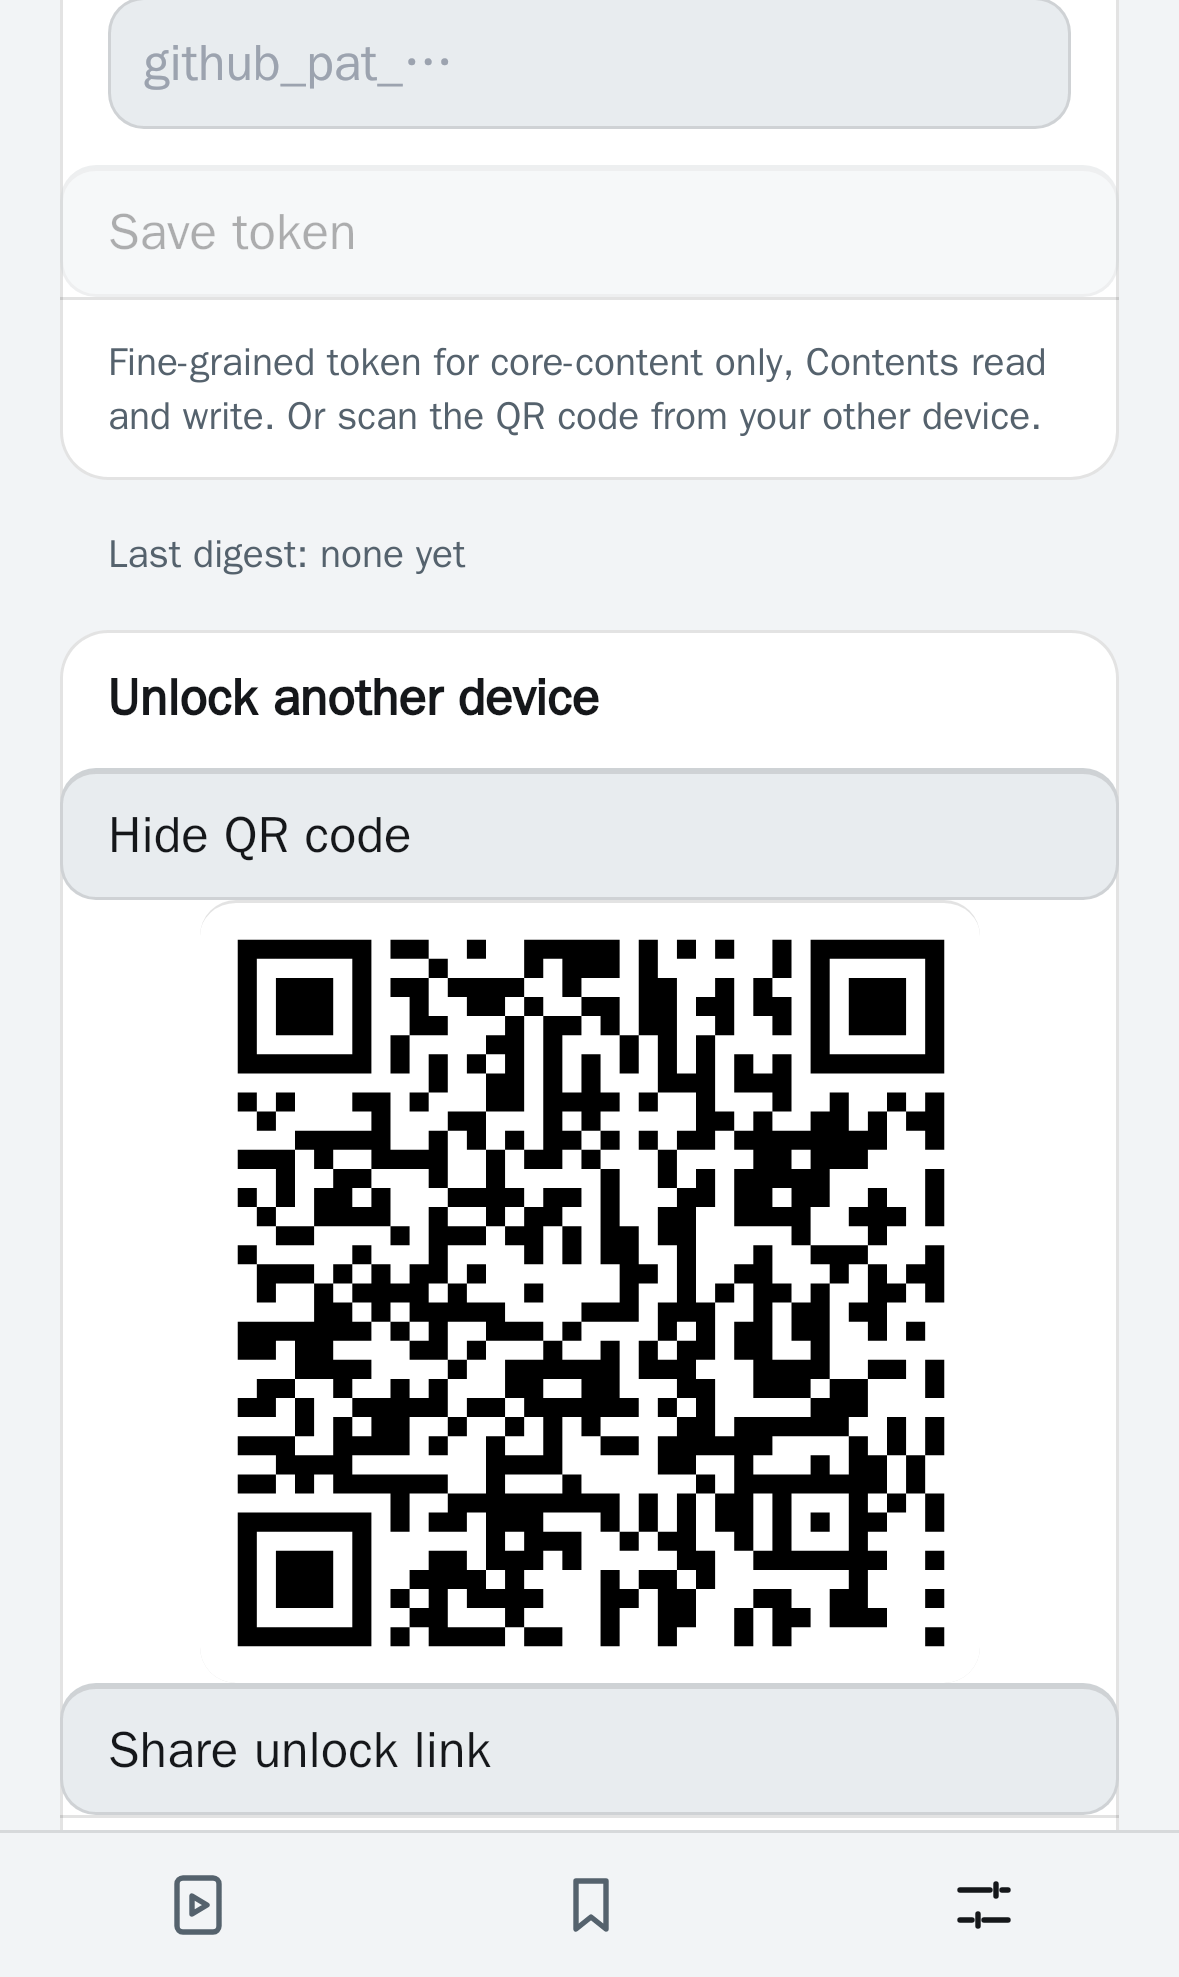 github_pat_···
Save token
Fine-grained token for core-content only, Contents read
and write. Or scan the QR code from your other device.
Last digest: none yet
Unlock another device
Hide QR code
Share unlock link